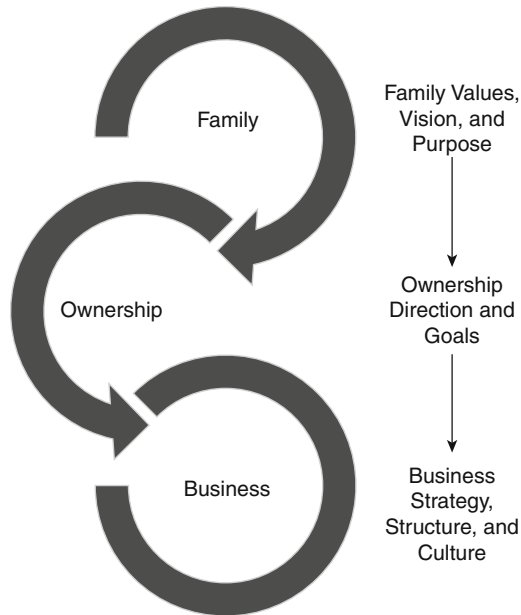 Family
Family Values,
Vision, and
Purpose
Ownership
Ownership
Direction and
Goals
Business
Business
Strategy,
Structure, and
Culture